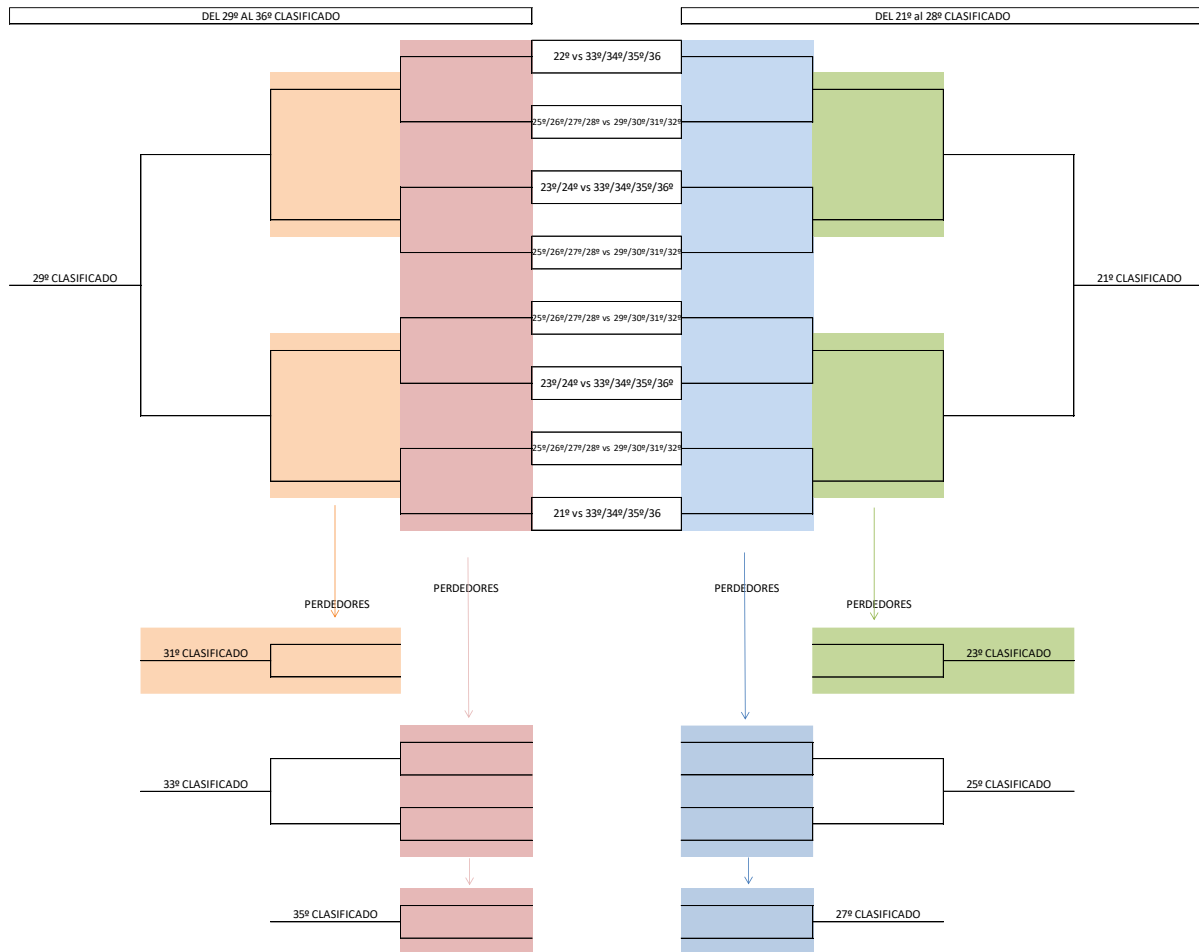 DEL 29º AL 36º CLASIFICADO
DEL 21º al 28º CLASIFICADO
22º vs 33º/34º/35º/36
25º/26º/27º/28º vs 29º/30º/31º/32º
23º/24º vs 33º/34º/35º/36º
25º/26º/27º/28º vs 29º/30º/31º/32º
29º CLASIFICADO
21º CLASIFICADO
25º/26º/27º/28º vs 29º/30º/31º/32º
23º/24º vs 33º/34º/35º/36º
25º/26º/27º/28º vs 29º/30º/31º/32º
21º vs 33º/34º/35º/36
PERDEDORES
PERDEDORES
PERDEDORES
PERDEDORES
31º CLASIFICADO
23º CLASIFICADO
33º CLASIFICADO
25º CLASIFICADO
35º CLASIFICADO
27º CLASIFICADO